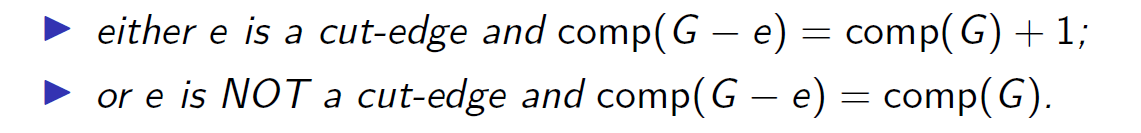 ▶ either e is a cut-edge and comp(G − e) = comp(G) + 1;
▶ or e is NOT a cut-edge and comp(G − e) = comp(G).